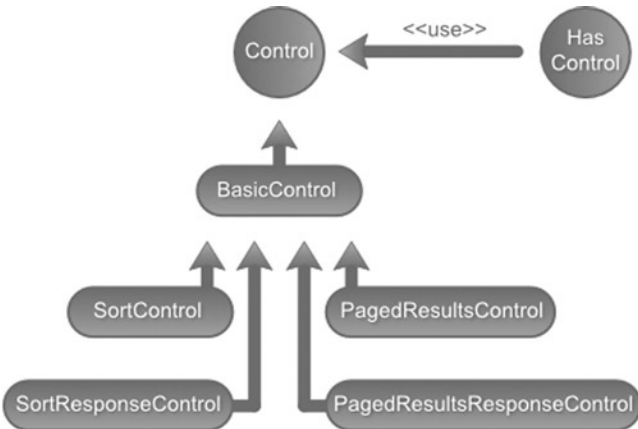 Control
<<use>>
Has
Control
BasicControl
SortControl
PagedResultsControl
SortResponseControl
PagedResultsResponseControl